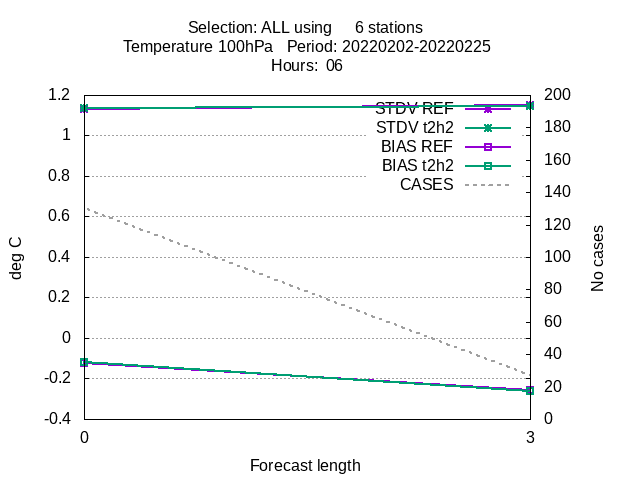 Selection: ALL using 6 stations
Temperature 100hPa Period: 20220202-20220225
Hours: 06
1.2
1
0.8
0.6
0.4
0.2
0
-0.2
-0.4
200
180
160
140
120
100
80
60
40
20
0
STDV REF
STDV t2h2
BIAS REF
BIAS t2h2
CASES
deg C
No cases
0
3
Forecast length